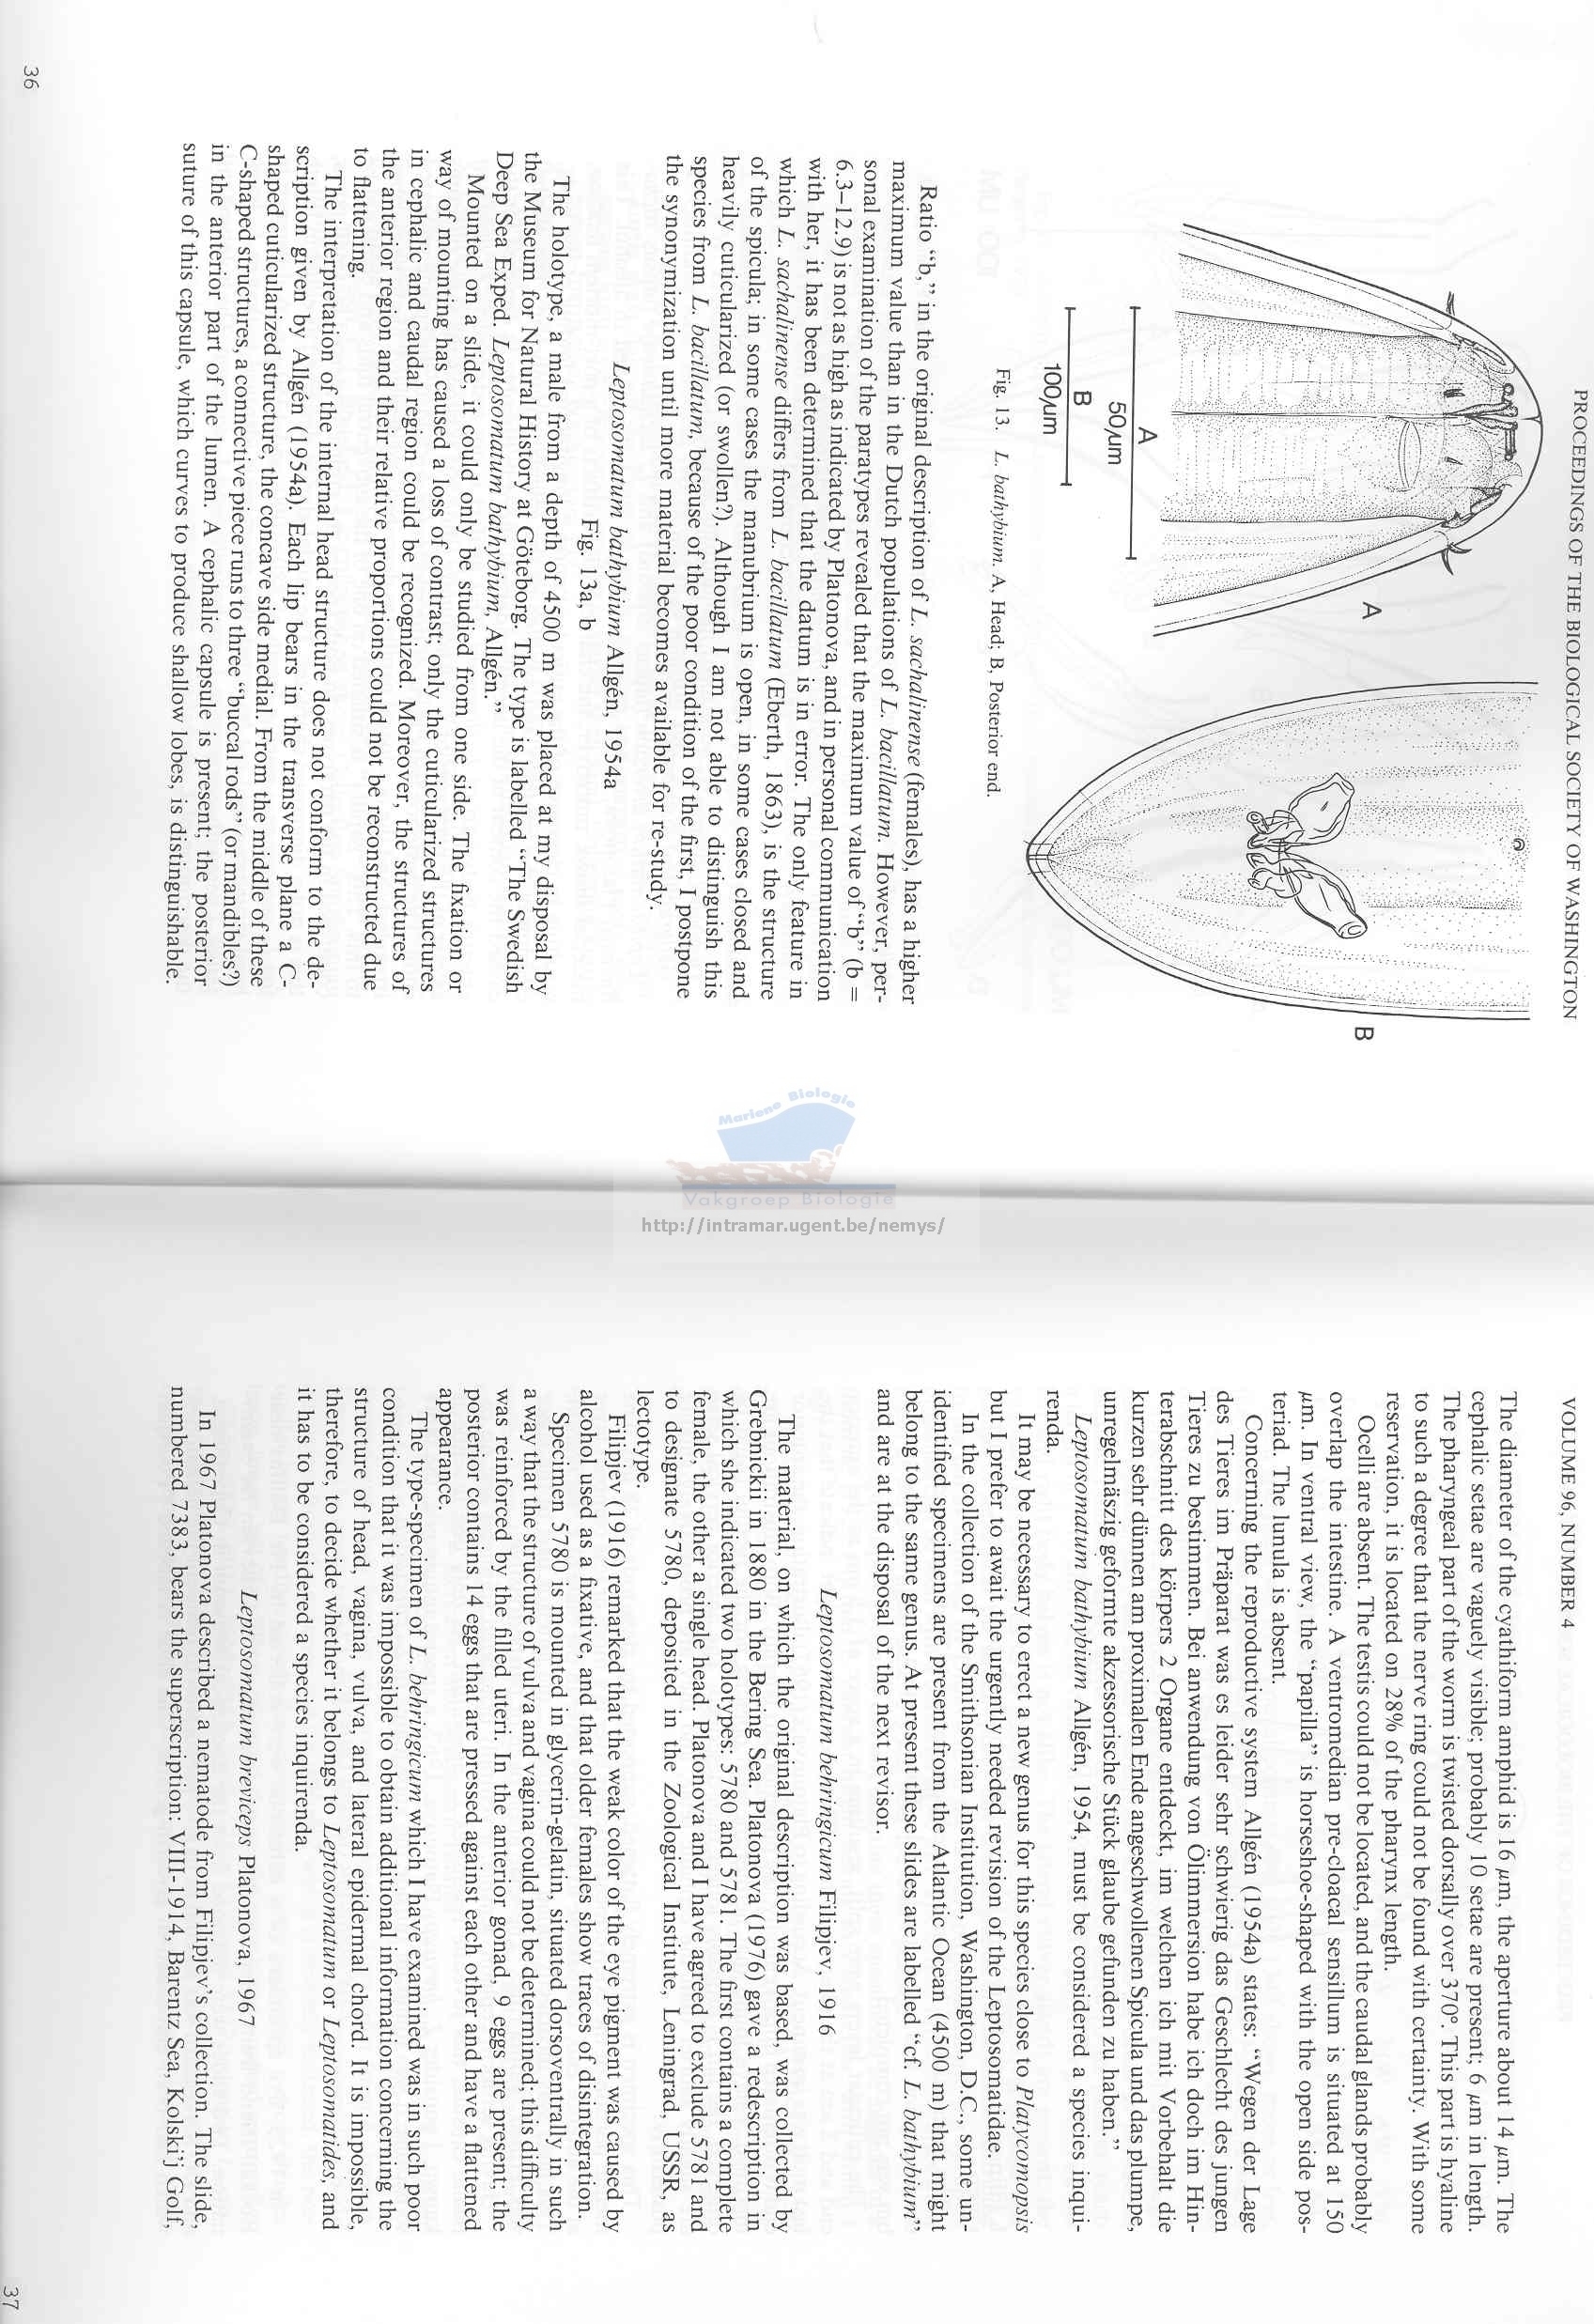 PROCEEDINGS OF THE BIOLOGICAL SOCIETY OF WASHINGTON
A
B
A
50μm
B
100μm
Fig. 13. L. bathybium. A, Head; B, Posterior end.
Ratio “b,” in the original description of L. sachalinense (females), has a higher
maximum value than in the Dutch populations of L. bacillatum. However, per-
sonal examination of the paratypes revealed that the maximum value of “b” (b =
6.3–12.9) is not as high as indicated by Platonova, and in personal communication
with her, it has been determined that the datum is in error. The only feature in
which L. sachalinense differs from L. bacillatum (Eberth, 1863), is the structure
of the spicula; in some cases the manubrium is open, in some cases closed and
heavily cuticularized (or swollen?). Although I am not able to distinguish this
species from L. bacillatum, because of the poor condition of the first, I postpone
the synonymization until more material becomes available for re-study.
Leptosomatum bathybium Allgén, 1954a
Fig. 13a, b
The holotype, a male from a depth of 4500 m was placed at my disposal by
the Museum for Natural History at Göteborg. The type is labelled “The Swedish
Deep Sea Exped. Leptosomatum bathybium, Allgén.”
Mounted on a slide, it could only be studied from one side. The fixation or
way of mounting has caused a loss of contrast; only the cuticularized structures
in cephalic and caudal region could be recognized. Moreover, the structures of
the anterior region and their relative proportions could not be reconstructed due
to flattening.
The interpretation of the internal head structure does not conform to the de-
scription given by Allgén (1954a). Each lip bears in the transverse plane a C-
shaped cuticularized structure, the concave side medial. From the middle of these
C-shaped structures, a connective piece runs to three “buccal rods” (or mandibles?)
in the anterior part of the lumen. A cephalic capsule is present; the posterior
suture of this capsule, which curves to produce shallow lobes, is distinguishable.
36
Mariene Biologie
Vakgroep Biologie
http://intramar.ugent.be/nemys/
VOLUME 96, NUMBER 4
The diameter of the cyathiform amphid is 16 μm, the aperture about 14 μm. The
cephalic setae are vaguely visible; probably 10 setae are present; 6 μm in length.
The pharyngeal part of the worm is twisted dorsally over 370°. This part is hyaline
to such a degree that the nerve ring could not be found with certainty. With some
reservation, it is located on 28% of the pharynx length.
Ocelli are absent. The testis could not be located, and the caudal glands probably
overlap the intestine. A ventromedian pre-cloacal sensillum is situated at 150
μm. In ventral view, the “papilla” is horseshoe-shaped with the open side pos-
teriad. The lunula is absent.
Concerning the reproductive system Allgén (1954a) states: “Wegen der Lage
des Tieres im Präparat was es leider sehr schwierig das Geschlecht des jungen
Tieres zu bestimmen. Bei anwendung von Ölimmersion habe ich doch im Hin-
terabschnitt des körpers 2 Organe entdeckt, im welchen ich mit Vorbehalt die
kurzen sehr dünnen am proximalen Ende angeschwollenen Spicula und das plumpe,
unregelmäszig geformte akzessorische Stück glaube gefunden zu haben.”
Leptosomatum bathybium Allgén, 1954, must be considered a species inqui-
renda.
It may be necessary to erect a new genus for this species close to Platycomopsis
but I prefer to await the urgently needed revision of the Leptosomatidae.
In the collection of the Smithsonian Institution, Washington, D.C., some un-
identified specimens are present from the Atlantic Ocean (4500 m) that might
belong to the same genus. At present these slides are labelled “cf. L. bathybium”
and are at the disposal of the next revisor.
Leptosomatum behringicum Filipjev, 1916
The material, on which the original description was based, was collected by
Grebnickii in 1880 in the Bering Sea. Platonova (1976) gave a redescription in
which she indicated two holotypes: 5780 and 5781. The first contains a complete
female, the other a single head. Platonova and I have agreed to exclude 5781 and
to designate 5780, deposited in the Zoological Institute, Leningrad, USSR, as
lectotype.
Filipjev (1916) remarked that the weak color of the eye pigment was caused by
alcohol used as a fixative, and that older females show traces of disintegration.
Specimen 5780 is mounted in glycerin-gelatin, situated dorsoventrally in such
a way that the structure of vulva and vagina could not be determined; this difficulty
was reinforced by the filled uteri. In the anterior gonad, 9 eggs are present; the
posterior contains 14 eggs that are pressed against each other and have a flattened
appearance.
The type-specimen of L. behringicum which I have examined was in such poor
condition that it was impossible to obtain additional information concerning the
structure of head, vagina, vulva, and lateral epidermal chord. It is impossible,
therefore, to decide whether it belongs to Leptosomatum or Leptosomatides, and
it has to be considered a species inquirenda.
Leptosomatum breviceps Platonova, 1967
In 1967 Platonova described a nematode from Filipjev’s collection. The slide,
numbered 7383, bears the superscription: VIII-1914, Barentz Sea, Kolski’j Golf,
37